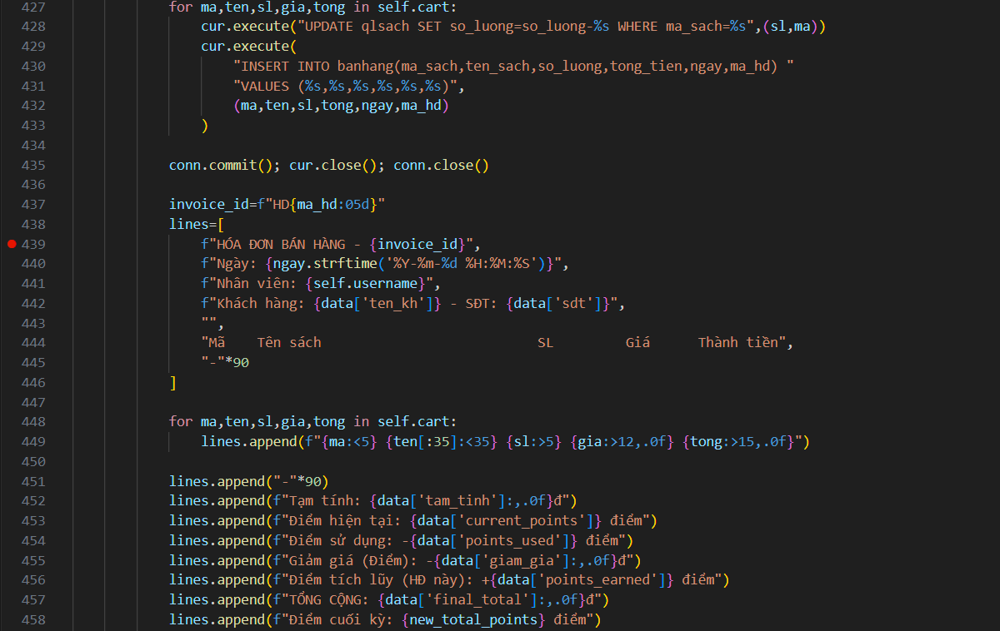 427 for ma,ten,sl,gia,tong in self.cart:
428 cur.execute("UPDATE qlsach SET so_luong=so_luong-%s WHERE ma_sach=%s",(sl,ma))
429 cur.execute(
430 "INSERT INTO banhang(ma_sach,ten_sach,so_luong,tong_tien,ngay,ma_hd) "
431 "VALUES (%s,%s,%s,%s,%s,%s)",
432 (ma,ten,sl,tong,ngay,ma_hd)
433 )
434
435 conn.commit(); cur.close(); conn.close()
436
437 invoice_id=f"HD{ma_hd:05d}"
438 lines=[
439 f"HÓA ĐƠN BÁN HÀNG - {invoice_id}",
440 f"Ngày: {ngay.strftime('%Y-%m-%d %H:%M:%S')}",
441 f"Nhân viên: {self.username}",
442 f"Khách hàng: {data['ten_kh']} - SĐT: {data['sdt']}",
443 "",
444 "Mã    Tên sách                           SL         Giá      Thành tiền",
445 "-"*90
446 ]
447
448 for ma,ten,sl,gia,tong in self.cart:
449 lines.append(f"{ma:<5} {ten[:35]:<35} {sl:>5} {gia:>12,.0f} {tong:>15,.0f}")
450
451 lines.append("-"*90)
452 lines.append(f"Tạm tính: {data['tam_tinh']:,.0f}đ")
453 lines.append(f"Điểm hiện tại: {data['current_points']} điểm")
454 lines.append(f"Điểm sử dụng: -{data['points_used']} điểm")
455 lines.append(f"Giảm giá (Điểm): -{data['giam_gia']:,.0f}đ")
456 lines.append(f"Điểm tích lũy (HĐ này): +{data['points_earned']} điểm")
457 lines.append(f"TỔNG CỘNG: {data['final_total']:,.0f}đ")
458 lines.append(f"Điểm cuối kỳ: {new_total_points} điểm")